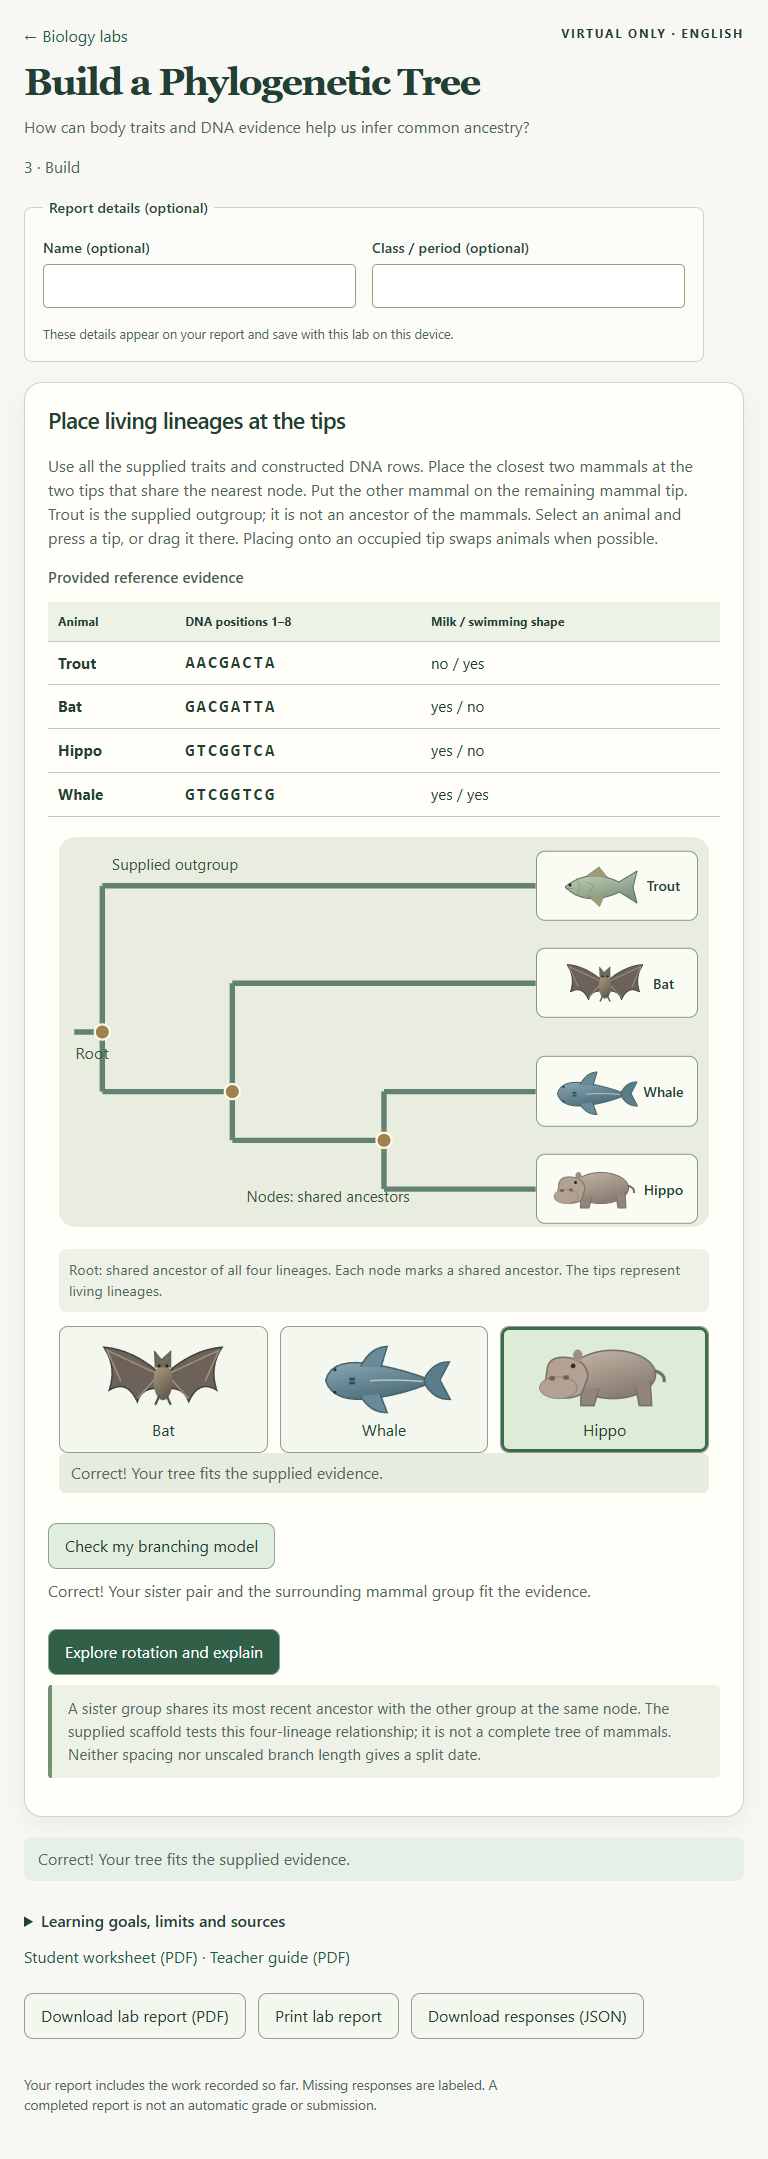 ← Biology labs
VIRTUAL ONLY · ENGLISH
Build a Phylogenetic Tree
How can body traits and DNA evidence help us infer common ancestry?
3 · Build
Report details (optional)
Name (optional)
Class / period (optional)
These details appear on your report and save with this lab on this device.
Place living lineages at the tips
Use all the supplied traits and constructed DNA rows. Place the closest two mammals at the
two tips that share the nearest node. Put the other mammal on the remaining mammal tip.
Trout is the supplied outgroup; it is not an ancestor of the mammals. Select an animal and
press a tip, or drag it there. Placing onto an occupied tip swaps animals when possible.
Provided reference evidence
Animal DNA positions 1–8 Milk / swimming shape
Trout AACGACTA no / yes
Bat GACGATTA yes / no
Hippo GTCGGTCA yes / no
Whale GTCGGTCG yes / yes
Supplied outgroup
Trout
Bat
Root
Whale
Hippo
Nodes: shared ancestors
Root: shared ancestor of all four lineages. Each node marks a shared ancestor. The tips represent
living lineages.
Bat
Whale
Hippo
Correct! Your tree fits the supplied evidence.
Check my branching model
Correct! Your sister pair and the surrounding mammal group fit the evidence.
Explore rotation and explain
A sister group shares its most recent ancestor with the other group at the same node. The
supplied scaffold tests this four-lineage relationship; it is not a complete tree of mammals.
Neither spacing nor unscaled branch length gives a split date.
Correct! Your tree fits the supplied evidence.
▶ Learning goals, limits and sources
Student worksheet (PDF) · Teacher guide (PDF)
Download lab report (PDF)
Print lab report
Download responses (JSON)
Your report includes the work recorded so far. Missing responses are labeled. A
completed report is not an automatic grade or submission.